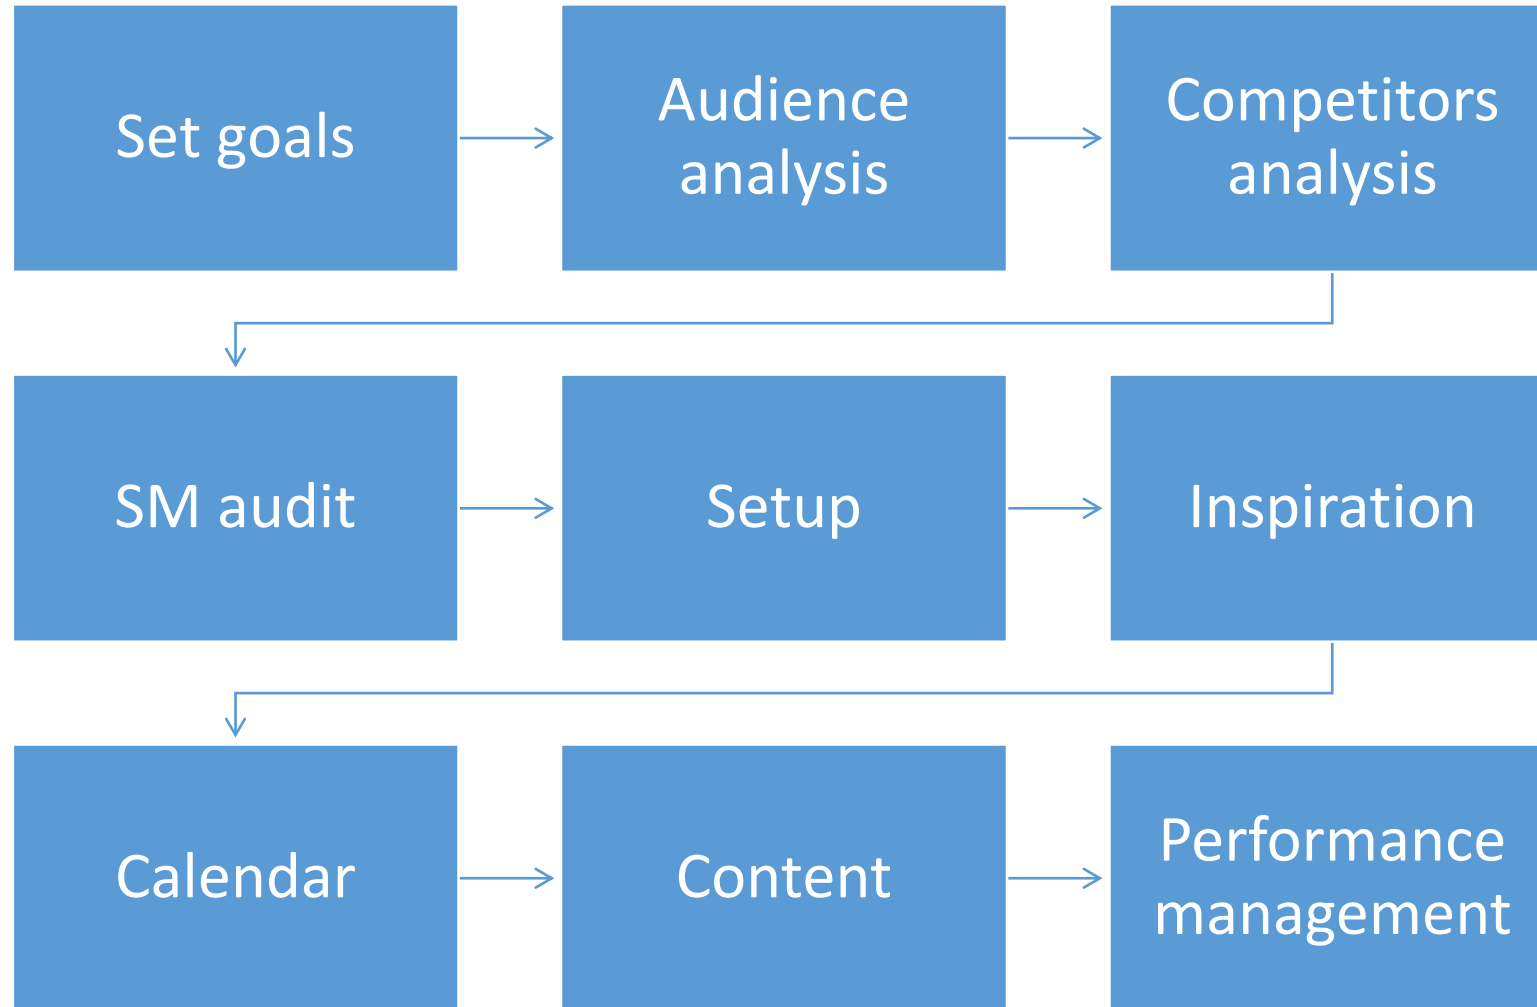 Set goals
Audience
analysis
Competitors
analysis
SM audit
Setup
Inspiration
Calendar
Content
Performance
management